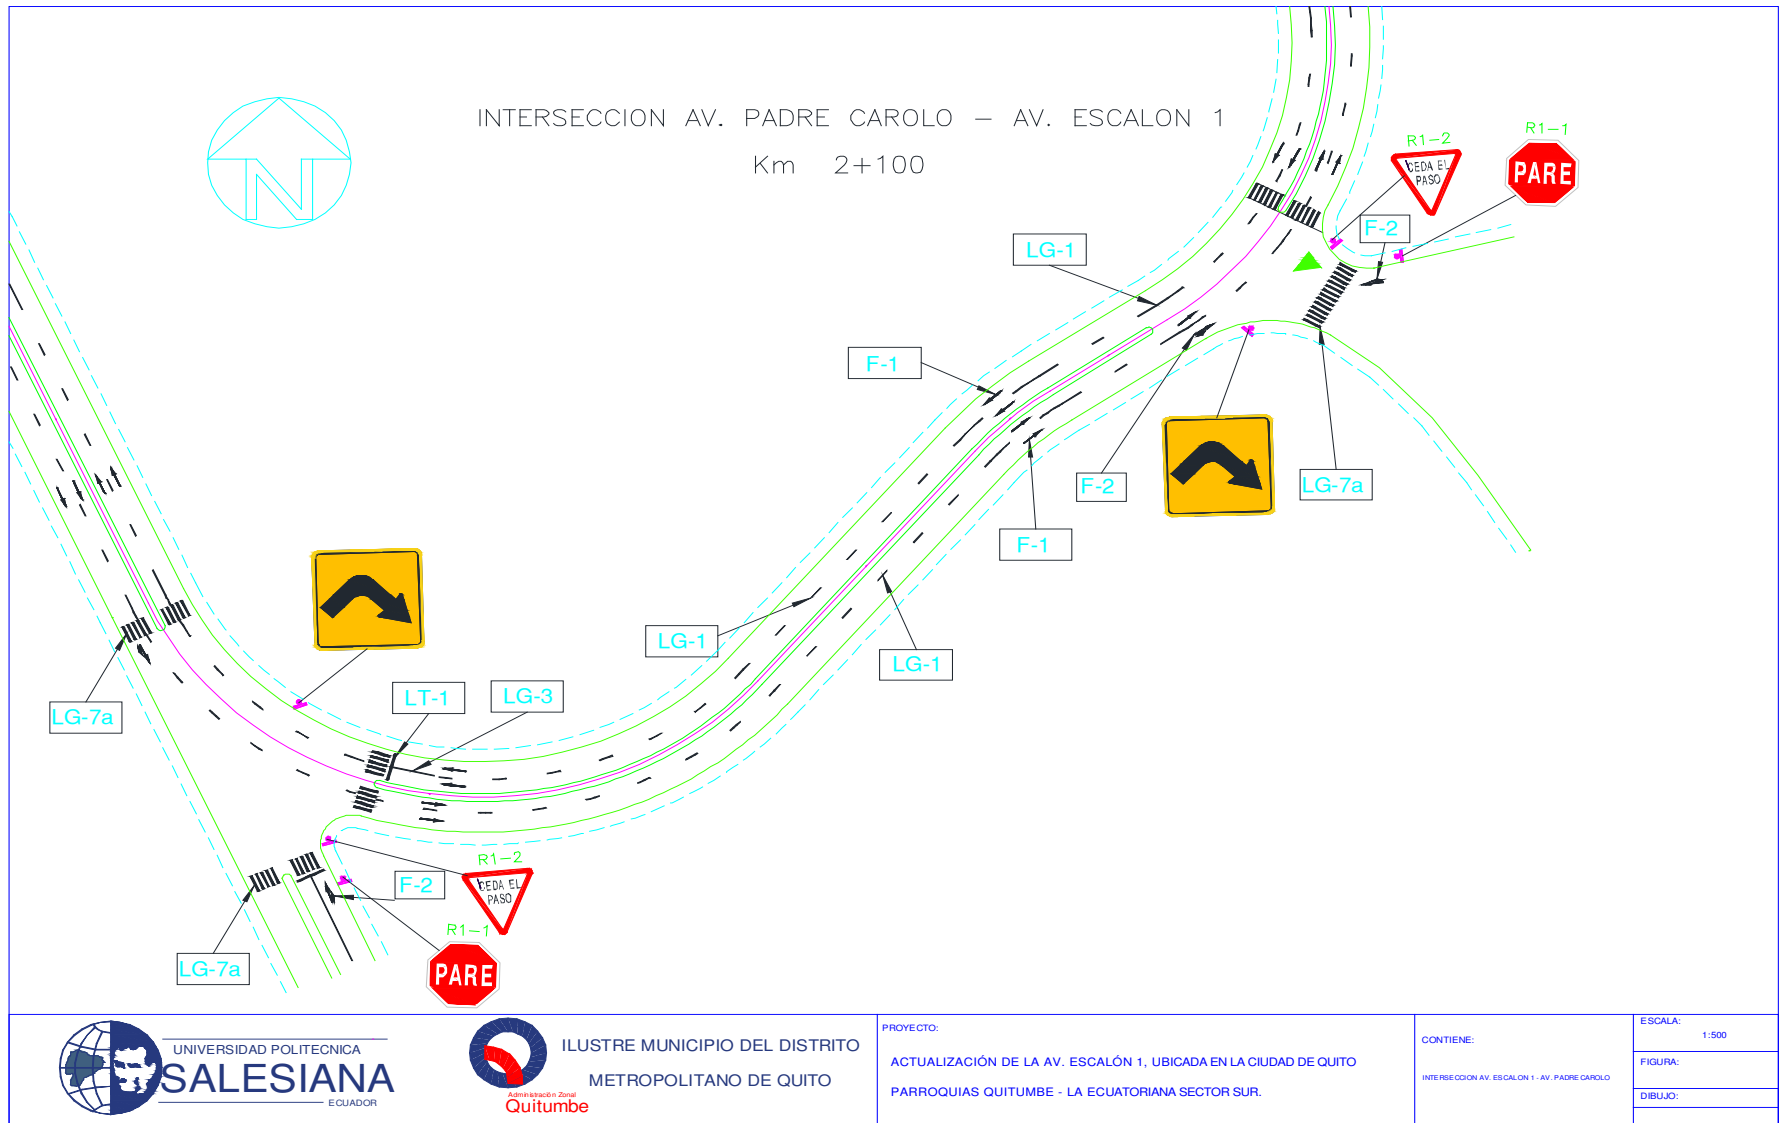 INTERSECCION AV. PADRE CAROLO – AV. ESCALON 1
Km 2+100
N
R1-2
CEDA EL
PASO
R1-1
PARE
F-2
LG-1
F-1
F-2
LG-7a
F-1
LG-1
LG-1
LT-1
LG-3
LG-7a
F-2
R1-2
CEDA EL
PASO
R1-1
PARE
LG-7a
UNIVERSIDAD POLITECNICA
SALESIANA
ECUADOR
ILUSTRE MUNICIPIO DEL DISTRITO
METROPOLITANO DE QUITO
Administración Zonal
Quitumbe
PROYECTO:
ACTUALIZACIÓN DE LA AV. ESCALÓN 1, UBICADA EN LA CIUDAD DE QUITO
PARROQUIAS QUITUMBE - LA ECUATORIANA SECTOR SUR.
CONTIENE:
INTERSECCION AV. ESCALON 1 - AV. PADRE CAROLO
ESCALA:
1:500
FIGURA:
DIBUJO: